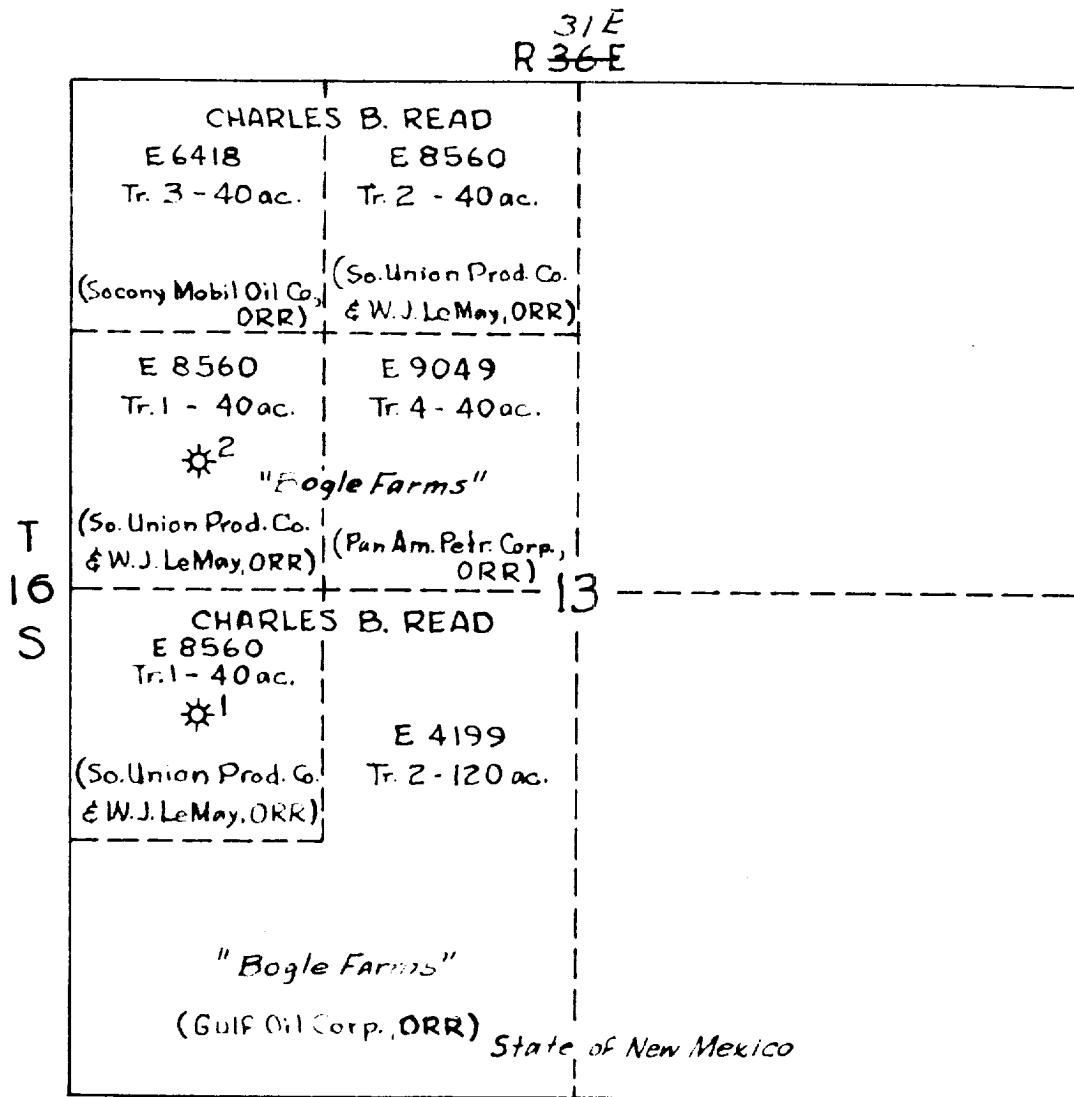 31 E
R 36 E
CHARLES B. READ
E 6418
Tr. 3 - 40 ac.
(Socony Mobil Oil Co,
ORR)
E 8560
Tr. 2 - 40 ac.
(So. Union Prod. Co.
& W. J. LeMay, ORR)
E 8560
Tr. 1 - 40 ac.
2
(So. Union Prod. Co.
& W. J. LeMay, ORR)
E 9049
Tr. 4 - 40 ac.
"Bogle Farms"
(Pan Am. Petr. Corp.,
ORR)
T
16
S
13
CHARLES B. READ
E 8560
Tr. 1 - 40 ac.
1
(So. Union Prod. Co.
& W. J. LeMay, ORR)
E 4199
Tr. 2 - 120 ac.
"Bogle Farms"
(Gulf Oil Corp., ORR)
State of New Mexico